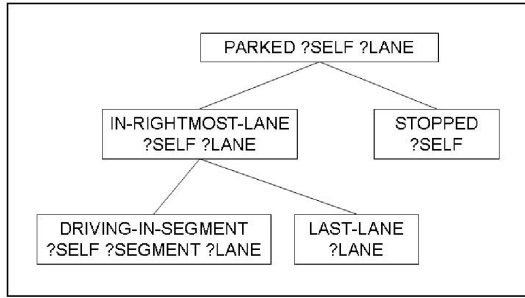 PARKED ?SELF ?LANE
IN-RIGHTMOST-LANE
?SELF ?LANE
STOPPED
?SELF
DRIVING-IN-SEGMENT
?SELF ?SEGMENT ?LANE
LAST-LANE
?LANE